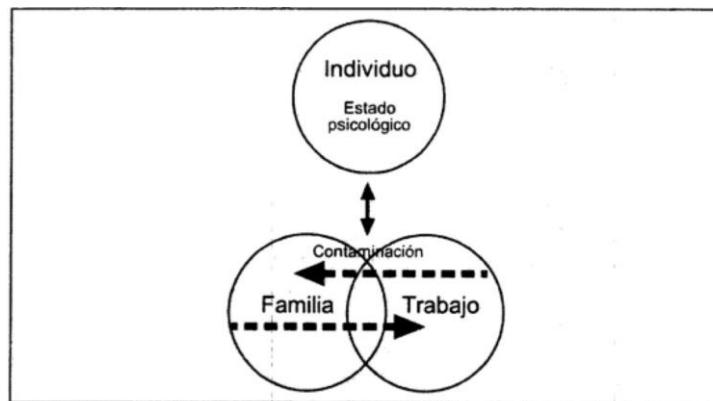 Individuo
Estado
psicológico
Contaminación
Familia
Trabajo